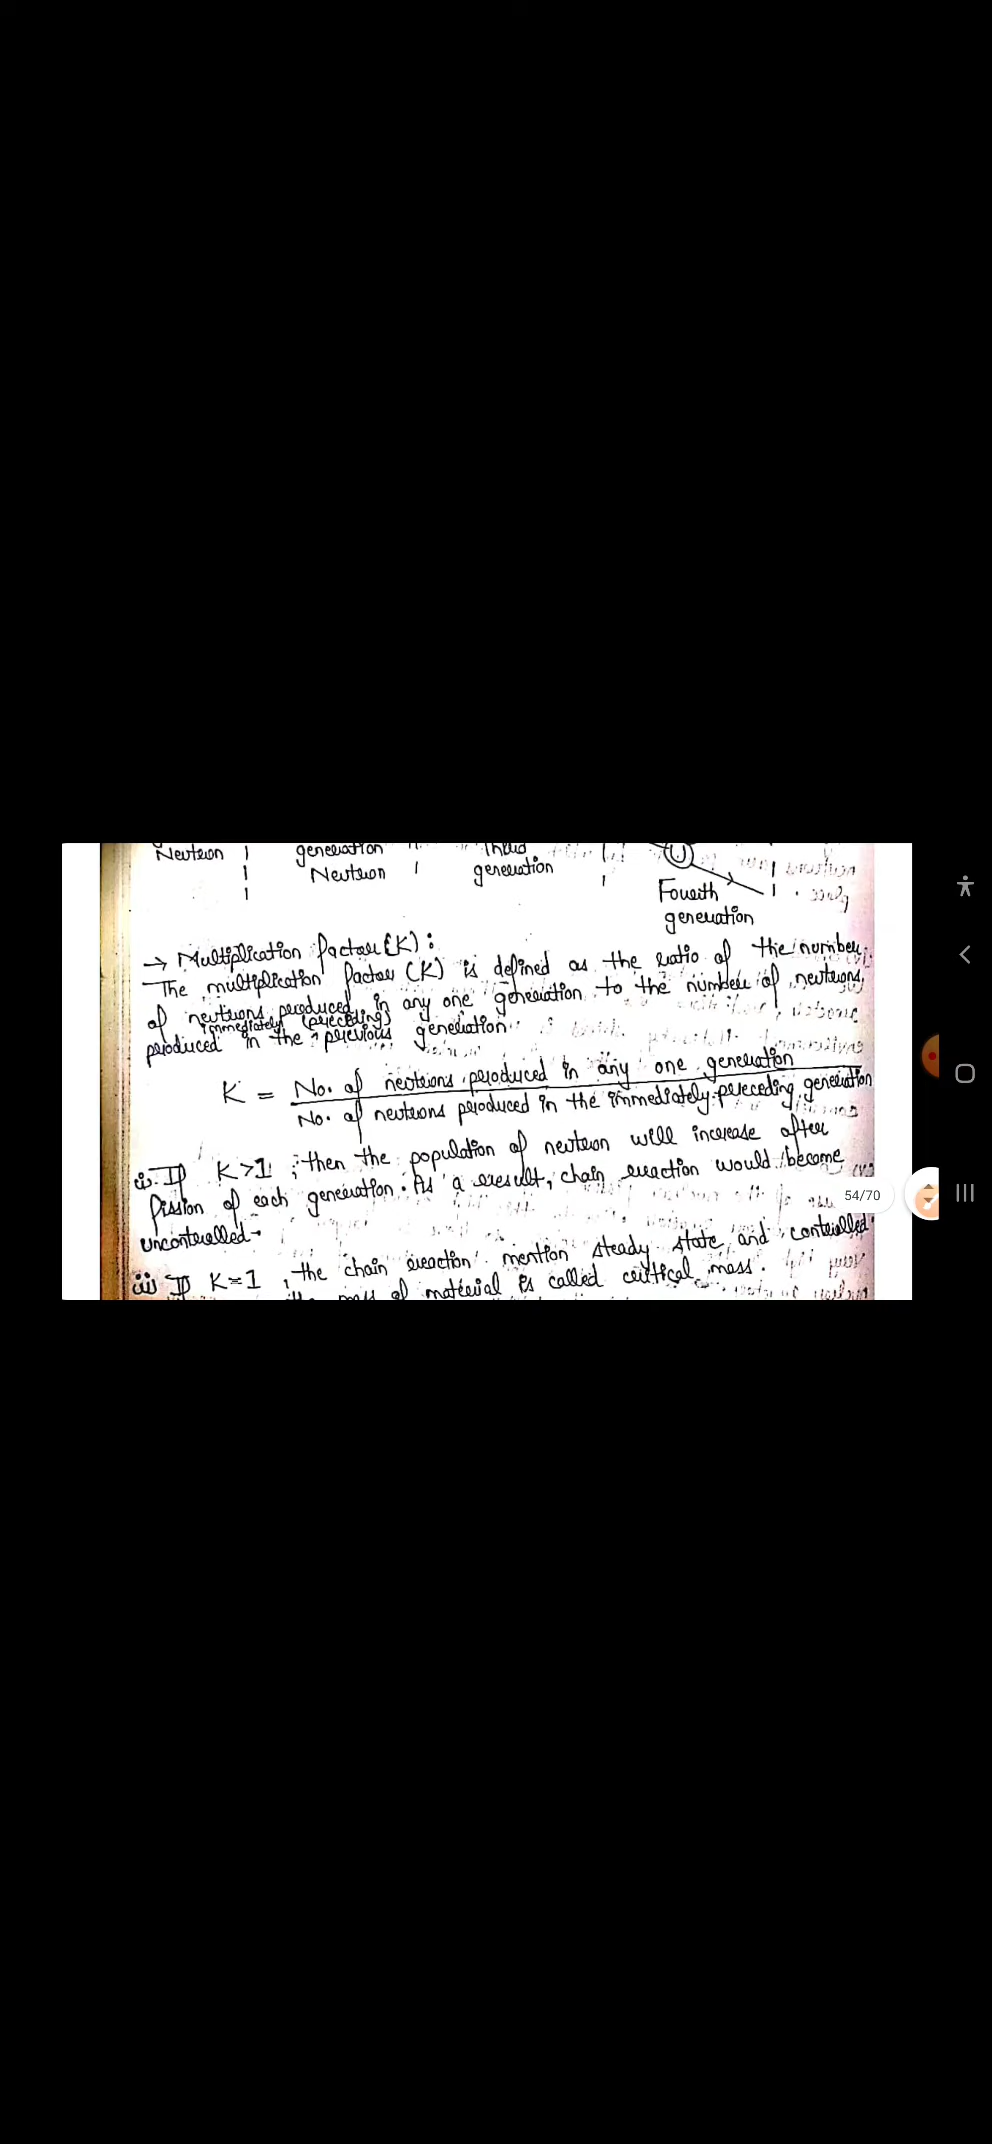 Neutron generation Third
Neutron generation
Fourth
generation
→ Multiplication factor (K):
The multiplication factor (K) is defined as the ratio of the number
of neutrons produced in any one generation to the number of neutrons
immediately (preceding)
produced in the ^ previous generation.
K = No. of neutrons produced in any one generation
No. of neutrons produced in the immediately preceding generation
If K>1, then the population of neutron will increase after
fission of each generation. As a result, chain reaction would become
uncontrolled-
54/70
If K=1, the chain reaction mention steady state and controlled
mass of material is called critical mass.